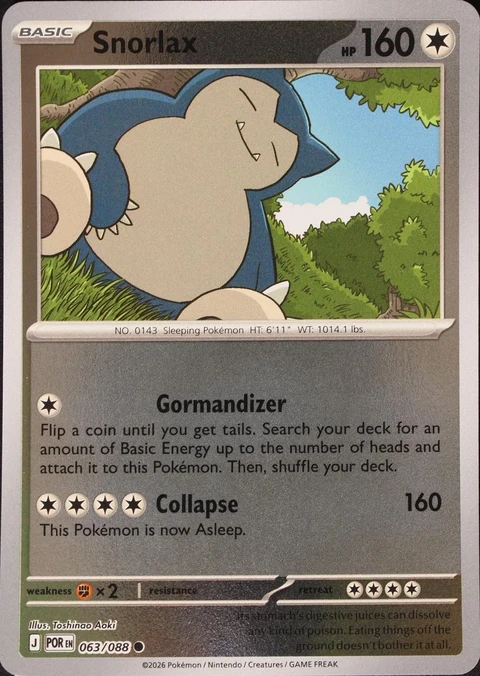 BASIC
Snorlax
HP 160
NO. 0143 Sleeping Pokémon HT: 6'11" WT: 1014.1 lbs.
Gormandizer
Flip a coin until you get tails. Search your deck for an
amount of Basic Energy up to the number of heads and
attach it to this Pokémon. Then, shuffle your deck.
Collapse 160
This Pokémon is now Asleep.
weakness ×2 resistance retreat
Its stomach's digestive juices can dissolve
any kind of poison. Eating things off the
ground doesn't bother it at all.
Illus. Toshinao Aoki
J POR EN 063/088
©2026 Pokémon / Nintendo / Creatures / GAME FREAK